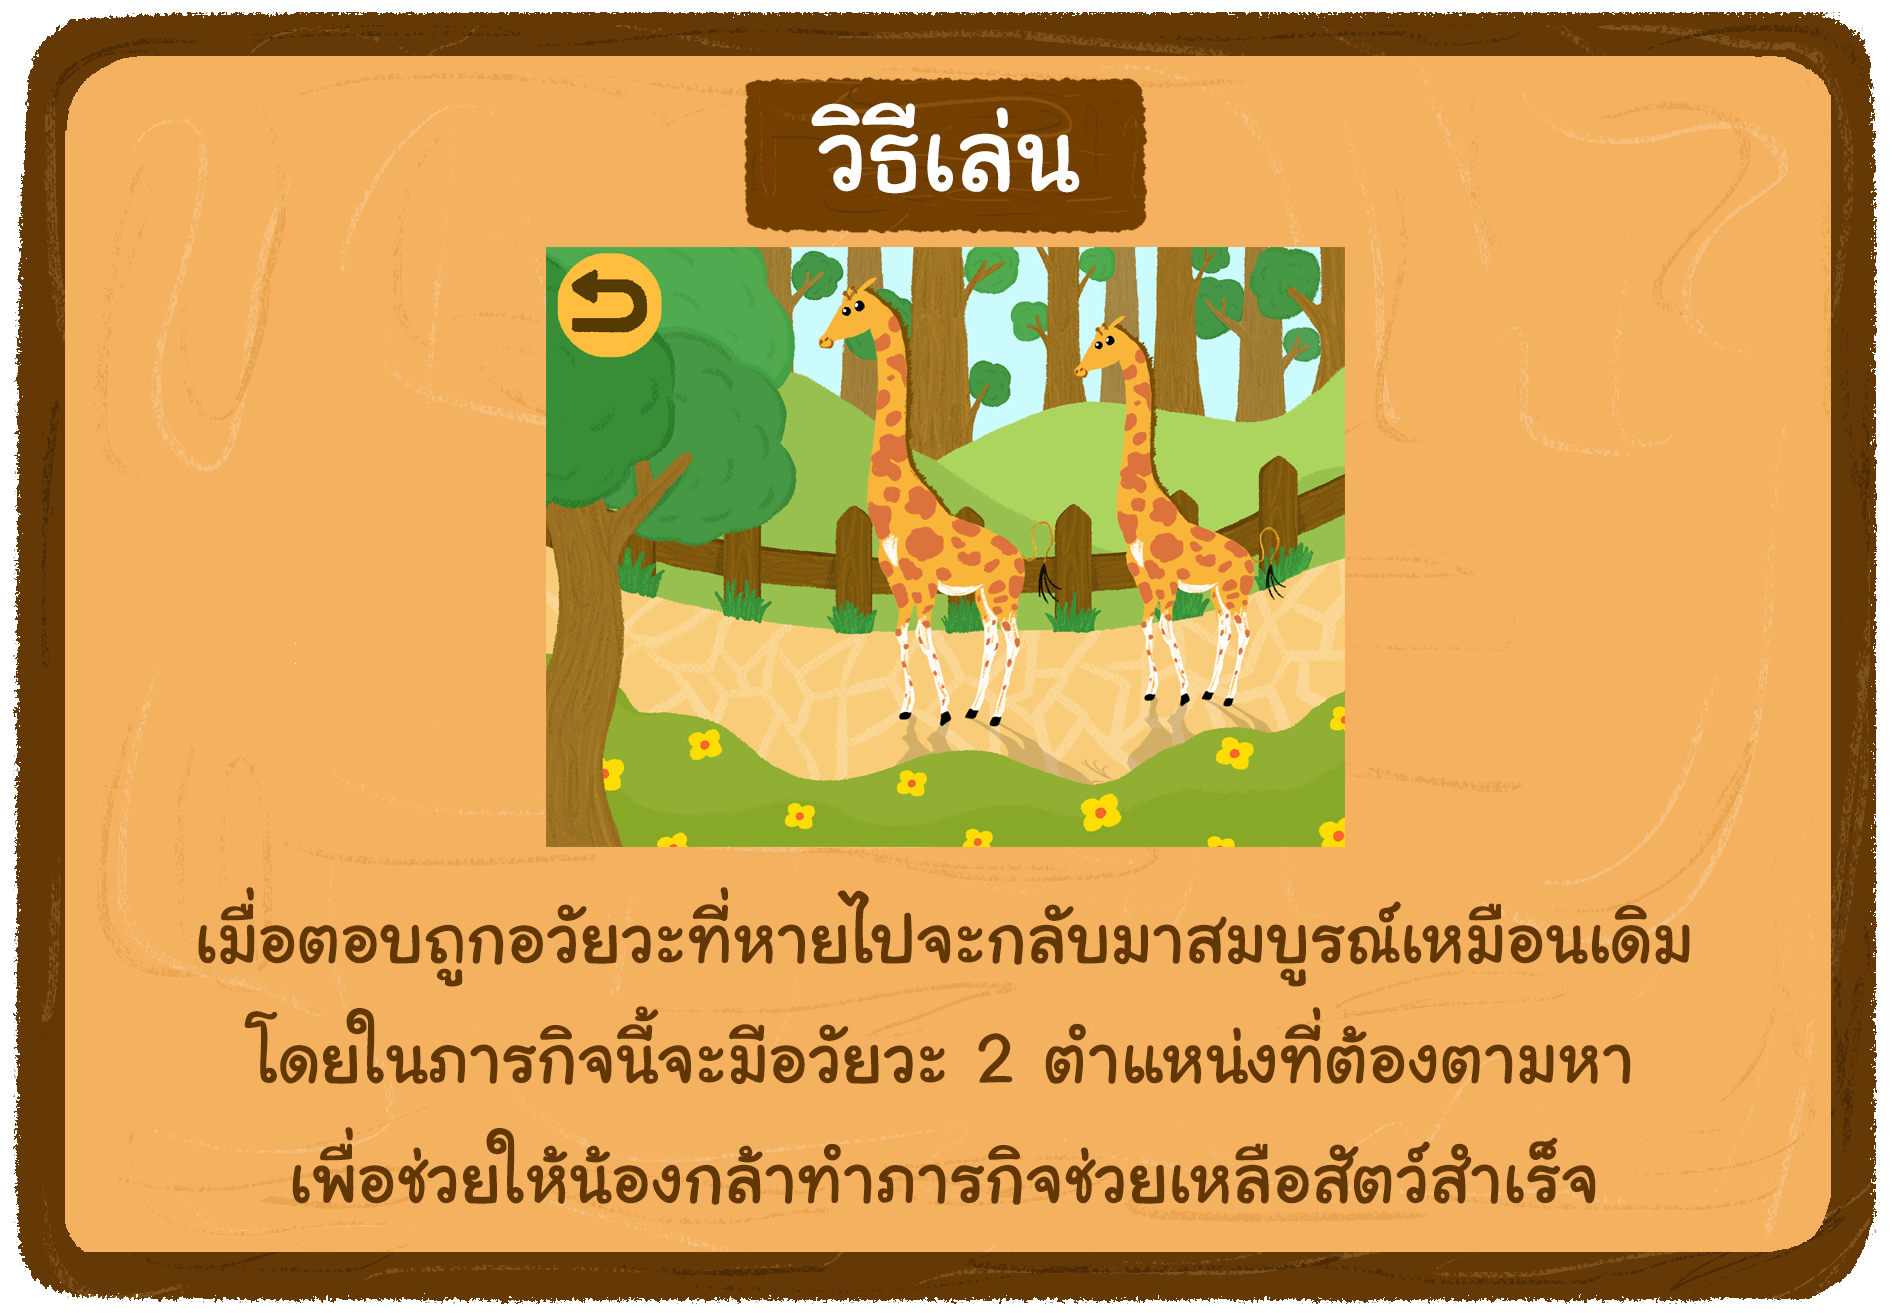 วิธีเล่น
เมื่อตอบถูกอวัยวะที่หายไปจะกลับมาสมบูรณ์เหมือนเดิม
โดยในภารกิจนี้จะมีอวัยวะ 2 ตำแหน่งที่ต้องตามหา
เพื่อช่วยให้น้องกล้าทำภารกิจช่วยเหลือสัตว์สำเร็จ